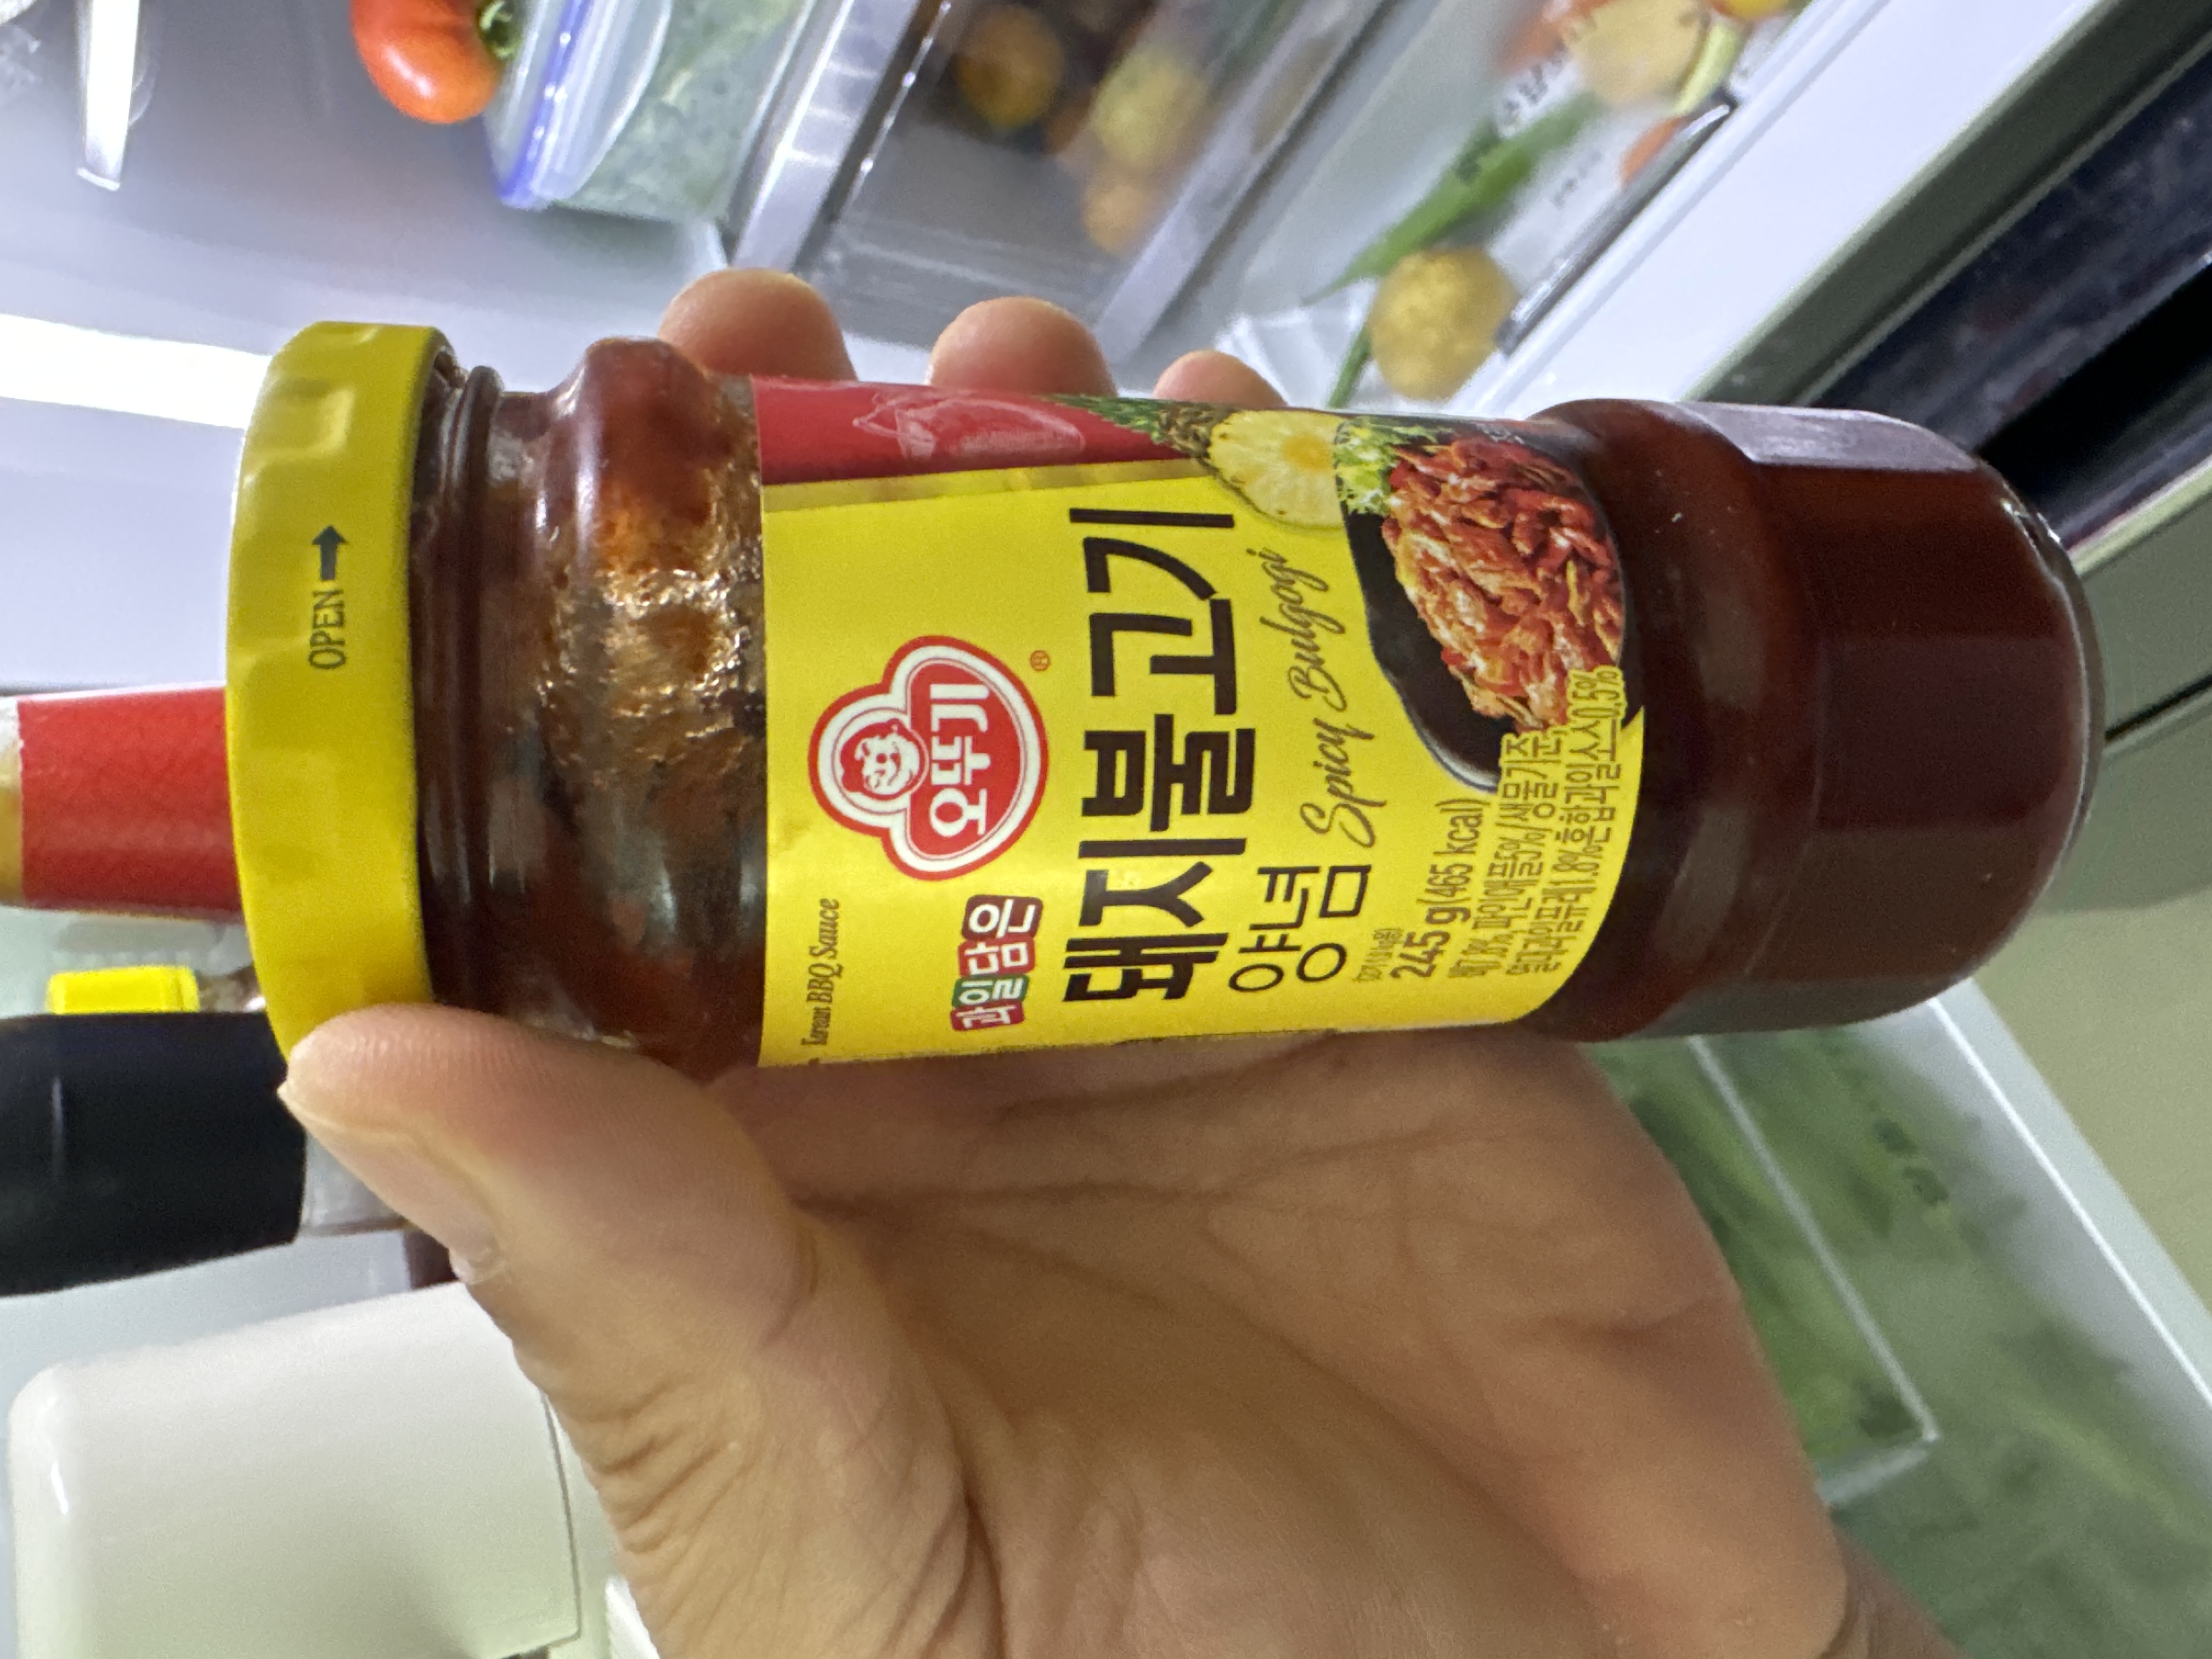 OPEN
Korean BBQ Sauce
오뚜기
®
과일담은
돼지불고기
양념 Spicy Bulgogi
245 g(465 kcal)